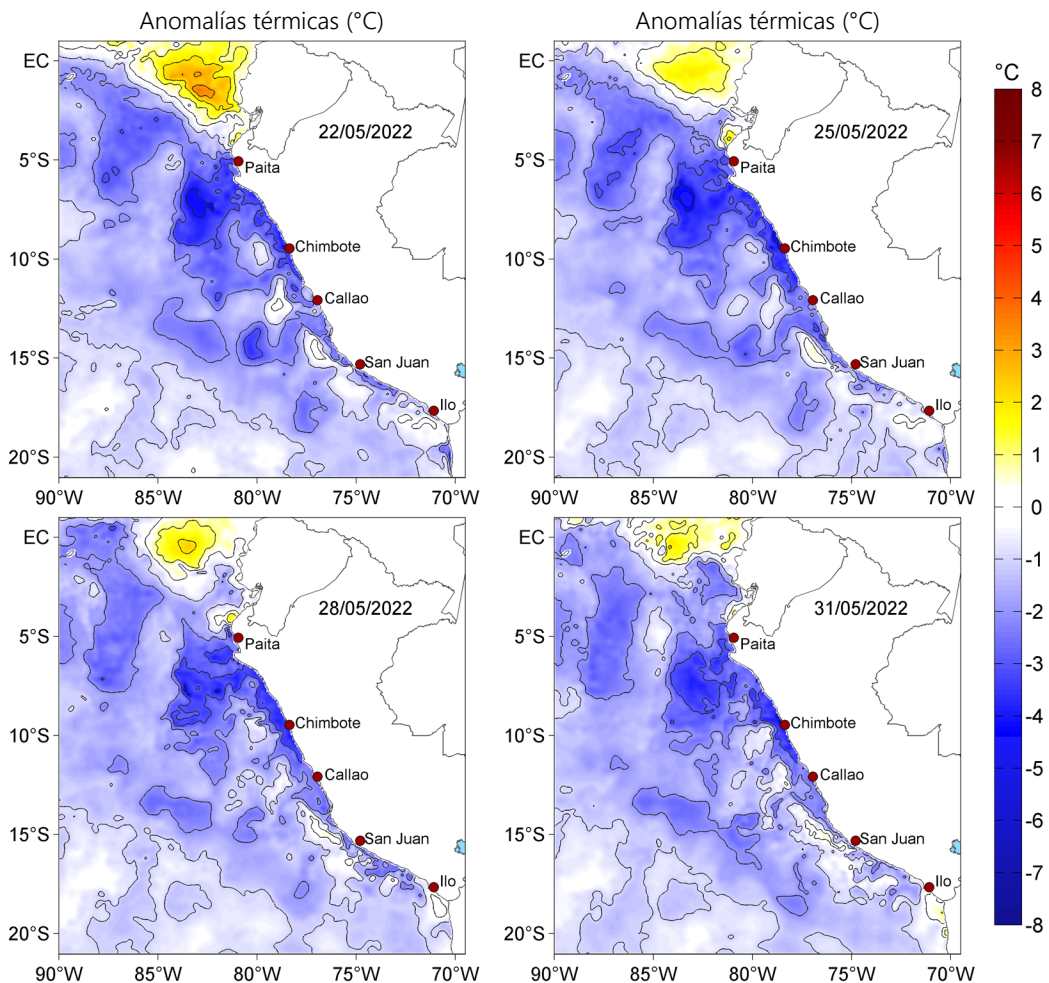 Anomalías térmicas (°C)
Anomalías térmicas (°C)
°C
EC
5°S
10°S
15°S
20°S
22/05/2022
Paita
Chimbote
Callao
San Juan
Ilo
90°W
85°W
80°W
75°W
70°W
EC
5°S
10°S
15°S
20°S
25/05/2022
Paita
Chimbote
Callao
San Juan
Ilo
90°W
85°W
80°W
75°W
70°W
EC
5°S
10°S
15°S
20°S
28/05/2022
Paita
Chimbote
Callao
San Juan
Ilo
90°W
85°W
80°W
75°W
70°W
EC
5°S
10°S
15°S
20°S
31/05/2022
Paita
Chimbote
Callao
San Juan
Ilo
90°W
85°W
80°W
75°W
70°W
8
7
6
5
4
3
2
1
0
-1
-2
-3
-4
-5
-6
-7
-8